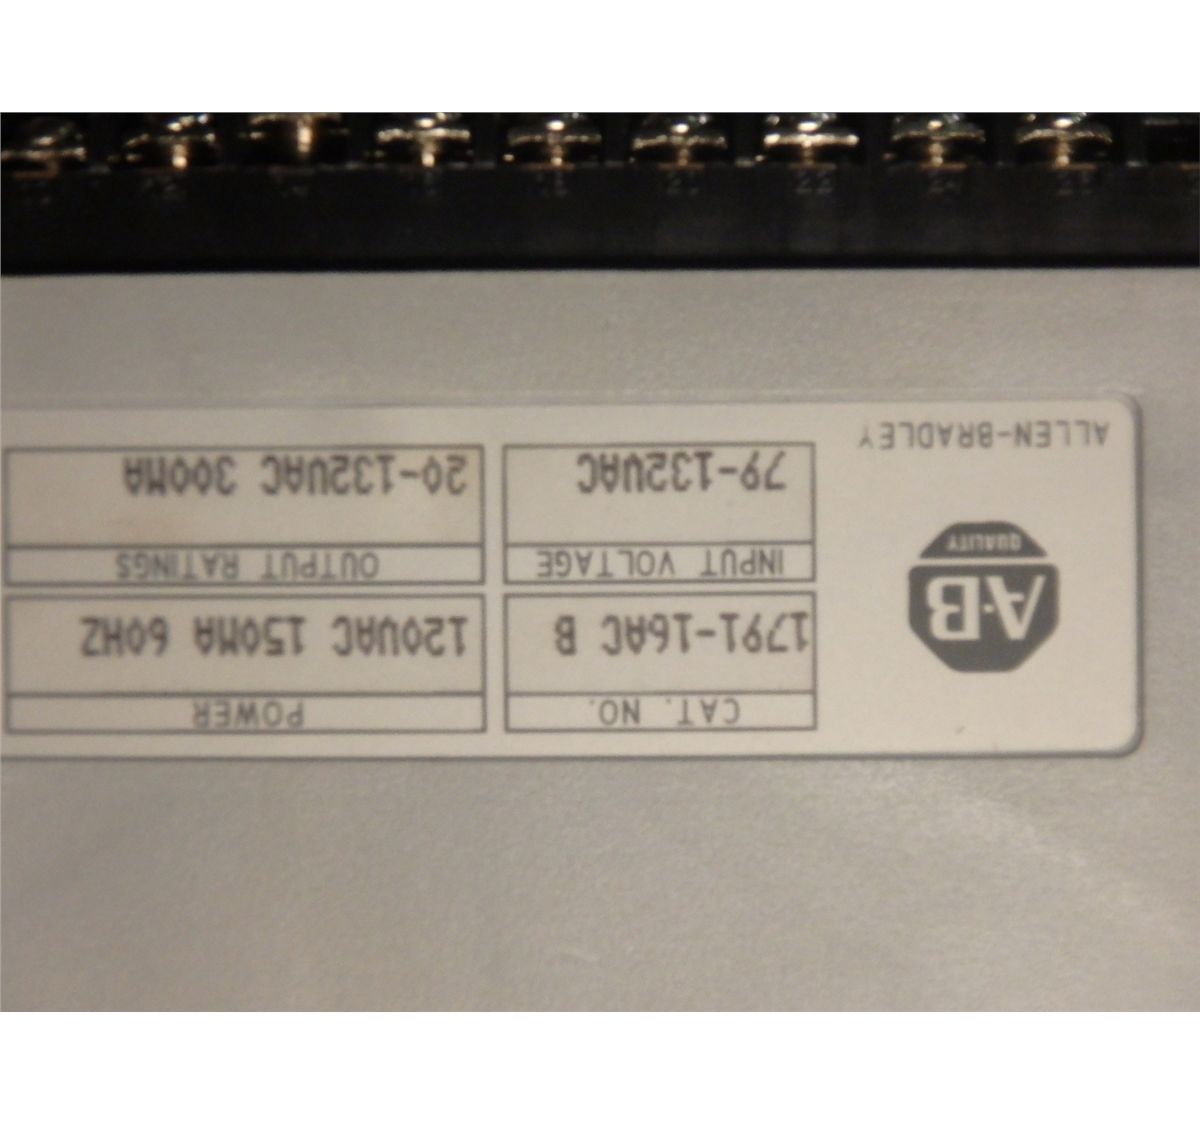 A-B
QUALITY
ALLEN-BRADLEY
CAT. NO.
1791-16AC B
POWER
120VAC 150MA 60HZ
INPUT VOLTAGE
79-132VAC
OUTPUT RATINGS
20-132VAC 300MA
22